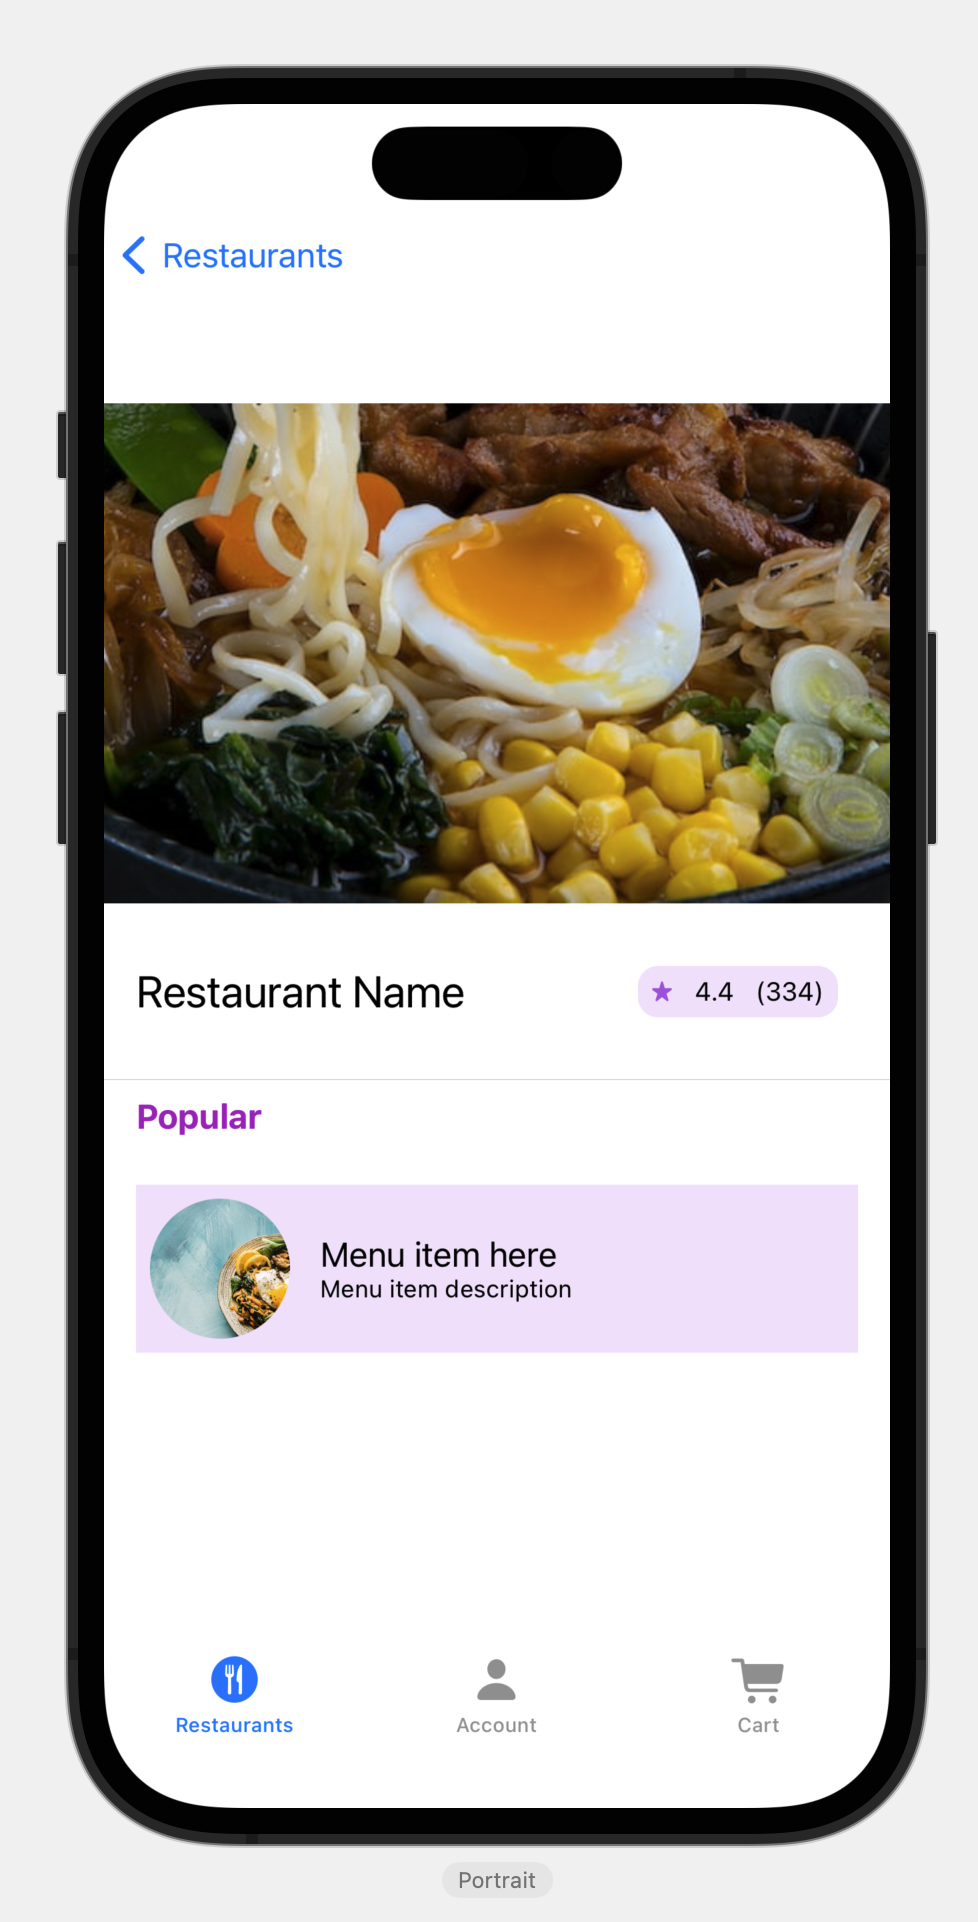 Restaurants
Restaurant Name
4.4 (334)
Popular
Menu item here
Menu item description
Restaurants Account Cart
Portrait